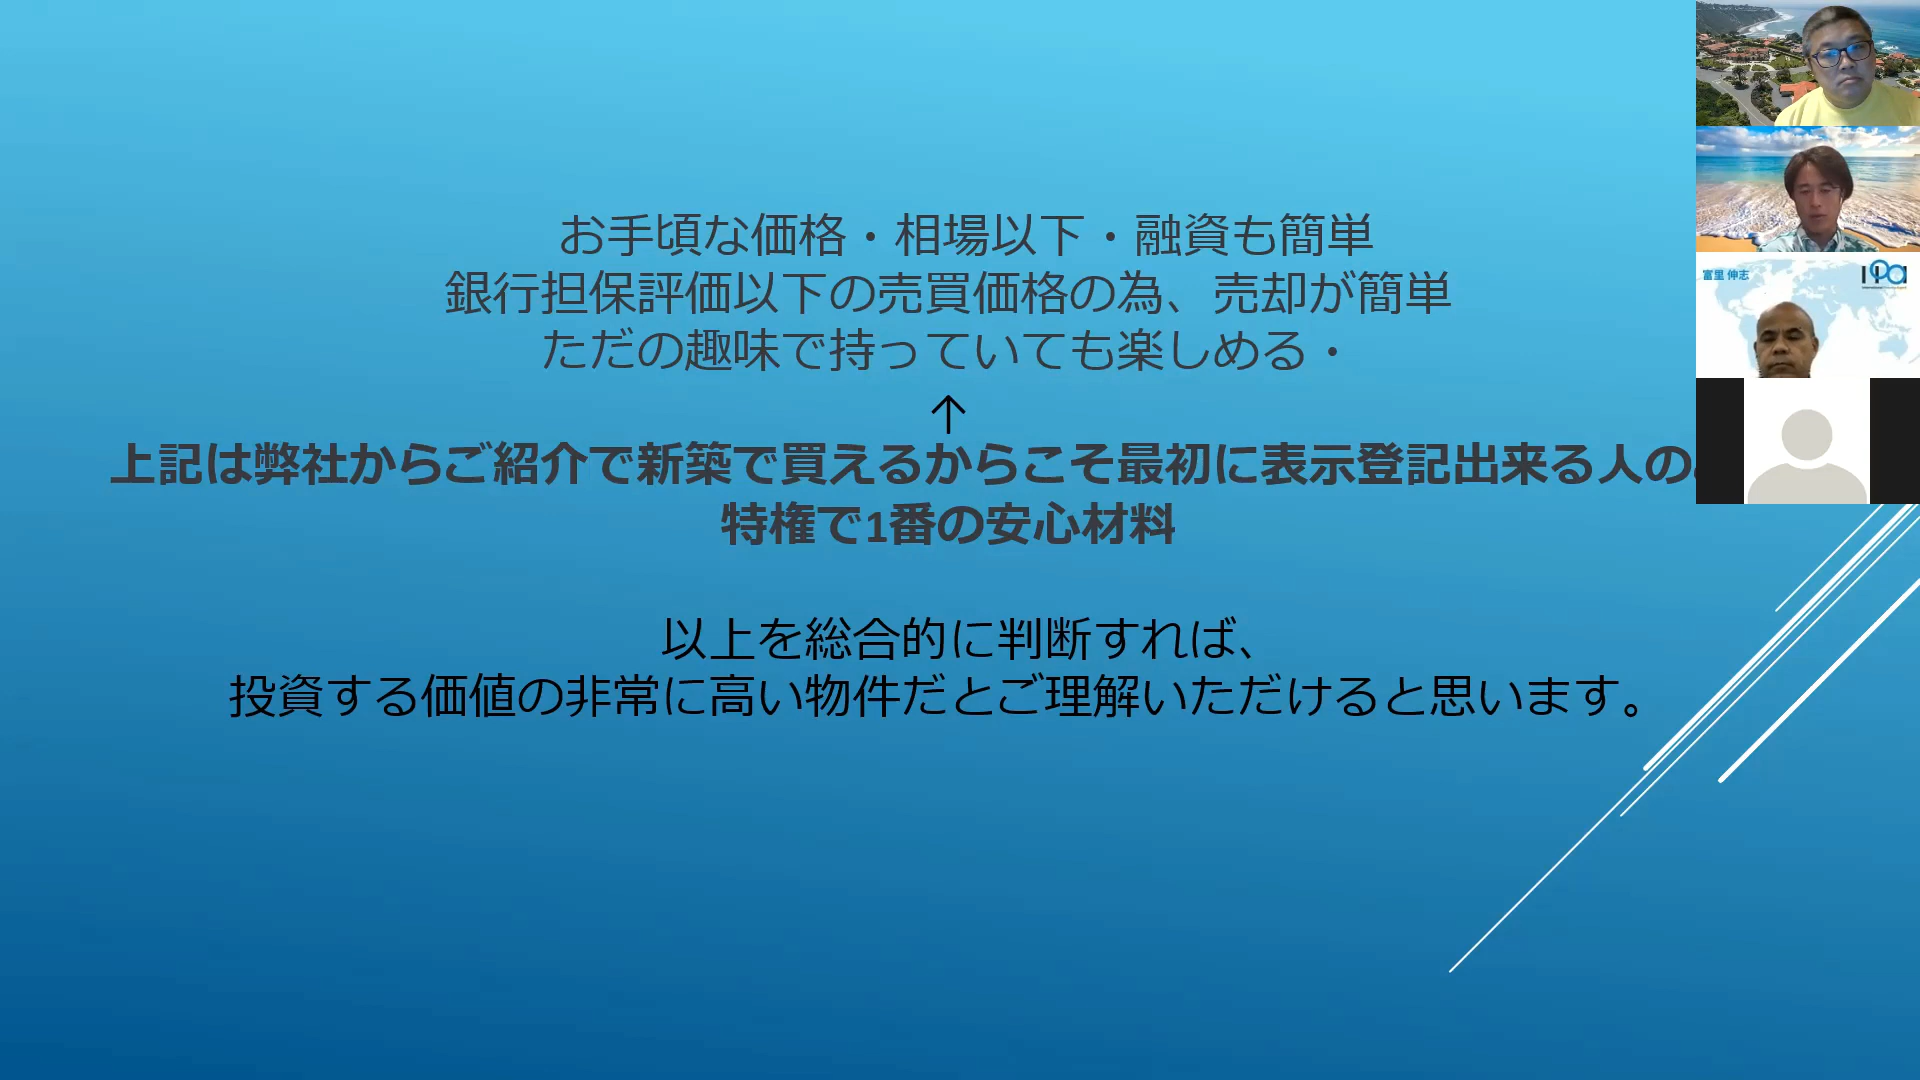 お手頃な価格・相場以下・融資も簡単
銀行担保評価以下の売買価格の為、売却が簡単
ただの趣味で持っていても楽しめる・
↑
上記は弊社からご紹介で新築で買えるからこそ最初に表示登記出来る人の
特権で1番の安心材料
以上を総合的に判断すれば、
投資する価値の非常に高い物件だとご理解いただけると思います。
富里 伸志
IPA